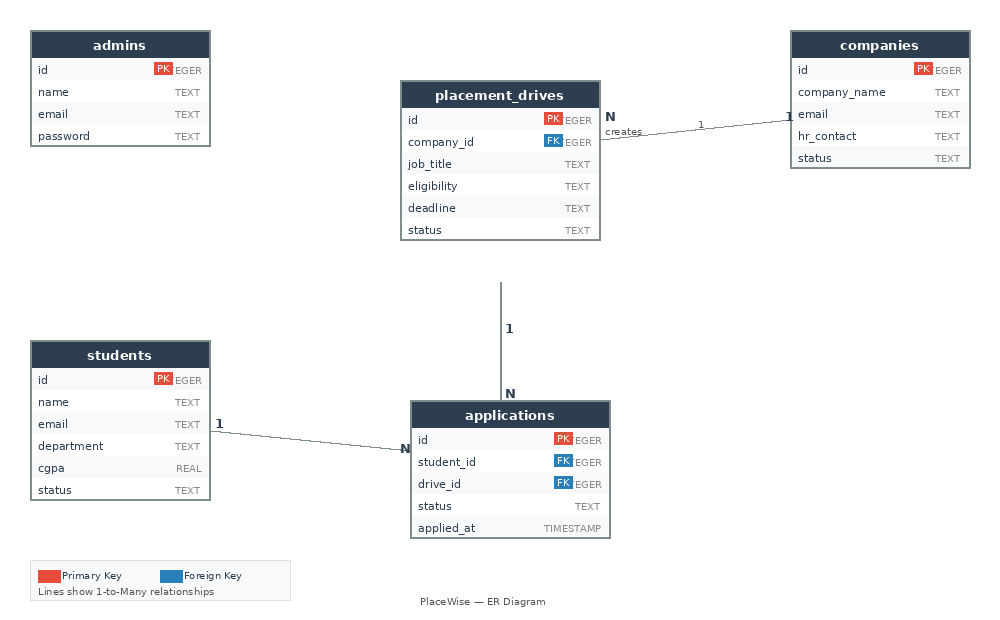 admins
id PK EGER
name TEXT
email TEXT
password TEXT
companies
id PK EGER
company_name TEXT
email TEXT
hr_contact TEXT
status TEXT
placement_drives
id PK EGER
company_id FK EGER
job_title TEXT
eligibility TEXT
deadline TEXT
status TEXT
N
creates
1
1
1
N
students
id PK EGER
name TEXT
email TEXT
department TEXT
cgpa REAL
status TEXT
1
N
applications
id PK EGER
student_id FK EGER
drive_id FK EGER
status TEXT
applied_at TIMESTAMP
Primary Key Foreign Key
Lines show 1-to-Many relationships
PlaceWise — ER Diagram